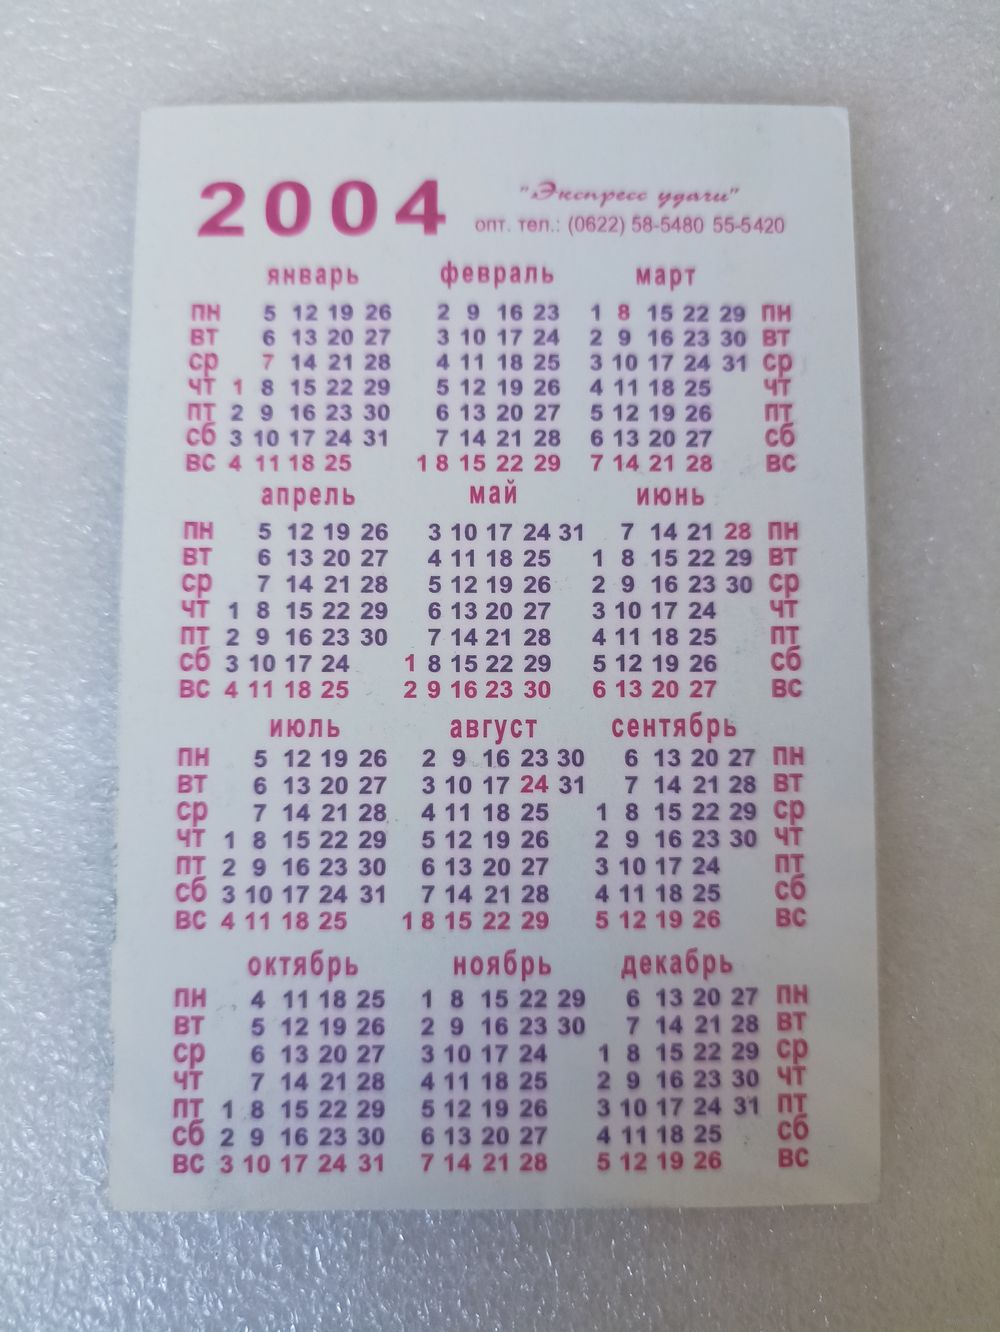 2004 "Экспресс удачи"
опт. тел.: (0622) 58-5480 55-5420
январь февраль март
ПН 5 12 19 26 2 9 16 23 1 8 15 22 29 ПН
ВТ 6 13 20 27 3 10 17 24 2 9 16 23 30 ВТ
СР 7 14 21 28 4 11 18 25 3 10 17 24 31 СР
ЧТ 1 8 15 22 29 5 12 19 26 4 11 18 25 ЧТ
ПТ 2 9 16 23 30 6 13 20 27 5 12 19 26 ПТ
СБ 3 10 17 24 31 7 14 21 28 6 13 20 27 СБ
ВС 4 11 18 25 1 8 15 22 29 7 14 21 28 ВС
апрель май июнь
ПН 5 12 19 26 3 10 17 24 31 7 14 21 28 ПН
ВТ 6 13 20 27 4 11 18 25 1 8 15 22 29 ВТ
СР 7 14 21 28 5 12 19 26 2 9 16 23 30 СР
ЧТ 1 8 15 22 29 6 13 20 27 3 10 17 24 ЧТ
ПТ 2 9 16 23 30 7 14 21 28 4 11 18 25 ПТ
СБ 3 10 17 24 1 8 15 22 29 5 12 19 26 СБ
ВС 4 11 18 25 2 9 16 23 30 6 13 20 27 ВС
июль август сентябрь
ПН 5 12 19 26 2 9 16 23 30 6 13 20 27 ПН
ВТ 6 13 20 27 3 10 17 24 31 7 14 21 28 ВТ
СР 7 14 21 28 4 11 18 25 1 8 15 22 29 СР
ЧТ 1 8 15 22 29 5 12 19 26 2 9 16 23 30 ЧТ
ПТ 2 9 16 23 30 6 13 20 27 3 10 17 24 ПТ
СБ 3 10 17 24 31 7 14 21 28 4 11 18 25 СБ
ВС 4 11 18 25 1 8 15 22 29 5 12 19 26 ВС
октябрь ноябрь декабрь
ПН 4 11 18 25 1 8 15 22 29 6 13 20 27 ПН
ВТ 5 12 19 26 2 9 16 23 30 7 14 21 28 ВТ
СР 6 13 20 27 3 10 17 24 1 8 15 22 29 СР
ЧТ 7 14 21 28 4 11 18 25 2 9 16 23 30 ЧТ
ПТ 1 8 15 22 29 5 12 19 26 3 10 17 24 31 ПТ
СБ 2 9 16 23 30 6 13 20 27 4 11 18 25 СБ
ВС 3 10 17 24 31 7 14 21 28 5 12 19 26 ВС